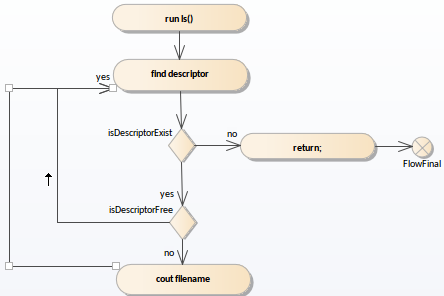 run ls()
yes
find descriptor
isDescriptorExist
no
return;
FlowFinal
yes
isDescriptorFree
no
cout filename